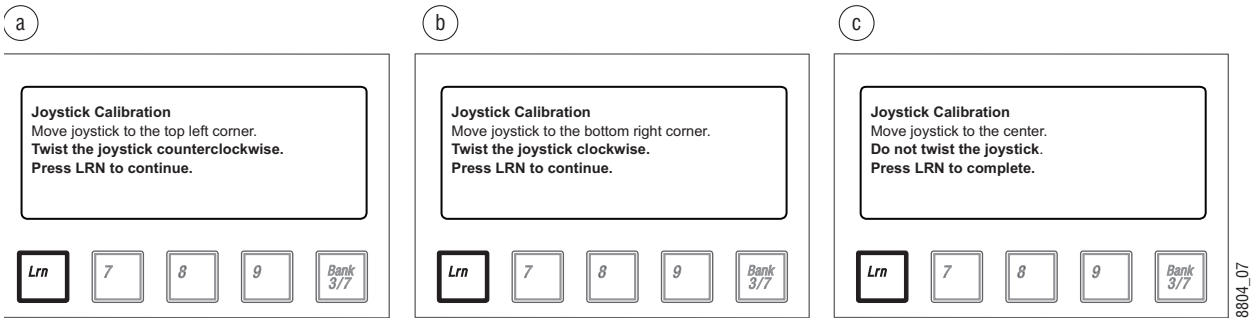 a
Joystick Calibration
Move joystick to the top left corner.
Twist the joystick counterclockwise.
Press LRN to continue.
Lrn 7 8 9 Bank
3/7
b
Joystick Calibration
Move joystick to the bottom right corner.
Twist the joystick clockwise.
Press LRN to continue.
Lrn 7 8 9 Bank
3/7
c
Joystick Calibration
Move joystick to the center.
Do not twist the joystick.
Press LRN to complete.
Lrn 7 8 9 Bank
3/7
8804_07